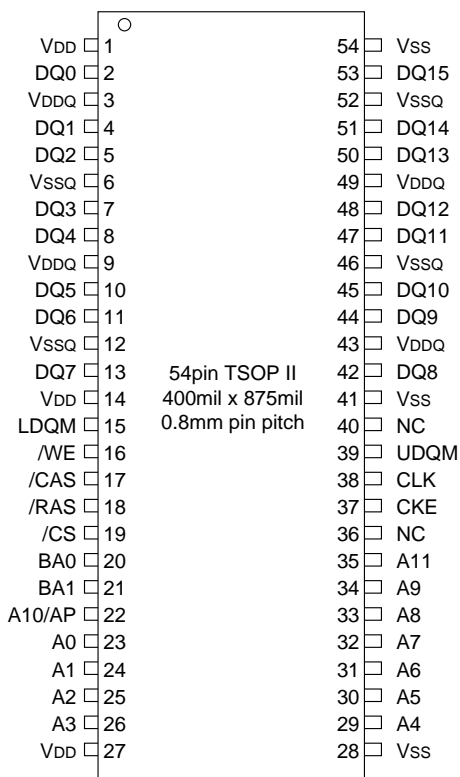 VDD 1 54 VSS
DQ0 2 53 DQ15
VDDQ 3 52 VSSQ
DQ1 4 51 DQ14
DQ2 5 50 DQ13
VSSQ 6 49 VDDQ
DQ3 7 48 DQ12
DQ4 8 47 DQ11
VDDQ 9 46 VSSQ
DQ5 10 45 DQ10
DQ6 11 44 DQ9
VSSQ 12 43 VDDQ
DQ7 13 54pin TSOP II 42 DQ8
VDD 14 400mil x 875mil 41 VSS
LDQM 15 0.8mm pin pitch 40 NC
/WE 16 39 UDQM
/CAS 17 38 CLK
/RAS 18 37 CKE
/CS 19 36 NC
BA0 20 35 A11
BA1 21 34 A9
A10/AP 22 33 A8
A0 23 32 A7
A1 24 31 A6
A2 25 30 A5
A3 26 29 A4
VDD 27 28 VSS